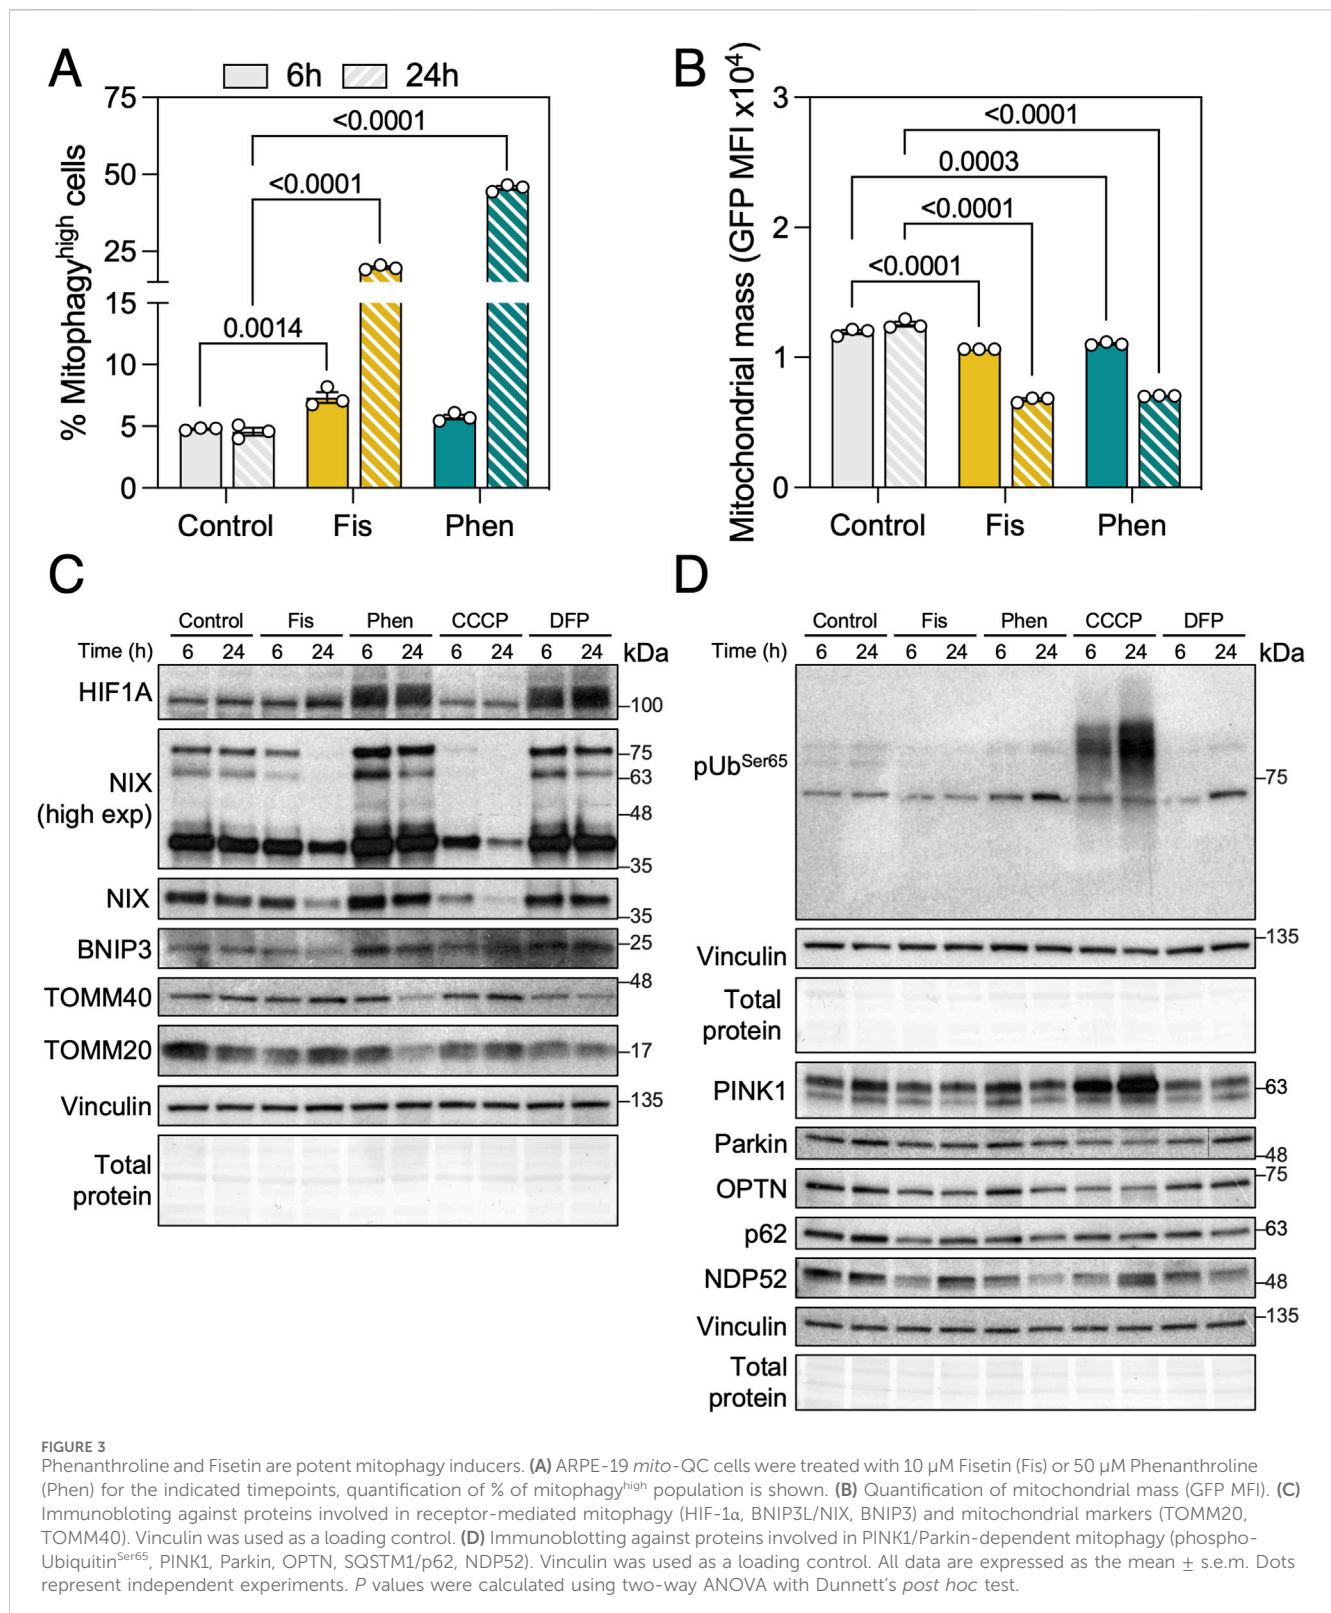 A
6h 24h
% Mitophagyhigh cells
75
50
25
15
10
5
0
<0.0001
<0.0001
0.0014
Control Fis Phen
B
Mitochondrial mass (GFP MFI x10⁴)
3
2
1
0
<0.0001
0.0003
<0.0001
<0.0001
Control Fis Phen
C
Control Fis Phen CCCP DFP
Time (h) 6 24 6 24 6 24 6 24 6 24 kDa
HIF1A 100
NIX (high exp)
75
63
48
35
NIX 35
BNIP3 25
TOMM40 48
TOMM20 17
Vinculin 135
Total
protein
D
Control Fis Phen CCCP DFP
Time (h) 6 24 6 24 6 24 6 24 6 24 kDa
pUbSer65 75
Vinculin 135
Total
protein
PINK1 63
Parkin 48
OPTN 75
p62 63
NDP52 48
Vinculin 135
Total
protein
FIGURE 3
Phenanthroline and Fisetin are potent mitophagy inducers. (A) ARPE-19 mito-QC cells were treated with 10 µM Fisetin (Fis) or 50 µM Phenanthroline
(Phen) for the indicated timepoints, quantification of % of mitophagyhigh population is shown. (B) Quantification of mitochondrial mass (GFP MFI). (C)
Immunobloting against proteins involved in receptor-mediated mitophagy (HIF-1α, BNIP3L/NIX, BNIP3) and mitochondrial markers (TOMM20,
TOMM40). Vinculin was used as a loading control. (D) Immunoblotting against proteins involved in PINK1/Parkin-dependent mitophagy (phospho-
UbiquitinSer65, PINK1, Parkin, OPTN, SQSTM1/p62, NDP52). Vinculin was used as a loading control. All data are expressed as the mean ± s.e.m. Dots
represent independent experiments. P values were calculated using two-way ANOVA with Dunnett's post hoc test.